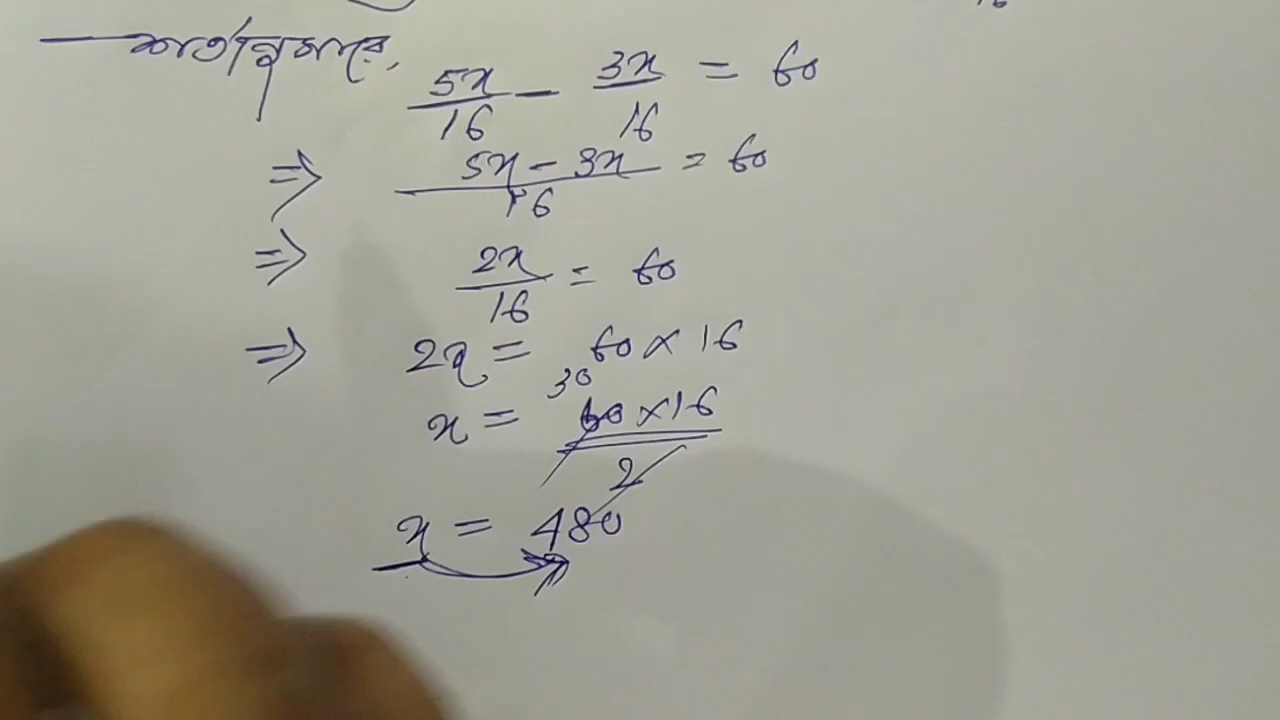 শর্তানুসারে,
5x/16 - 3x/16 = 60
⇒ (5x - 3x)/16 = 60
⇒ 2x/16 = 60
⇒ 2x = 60 × 16
30
x = 60 × 16/2
x = 480